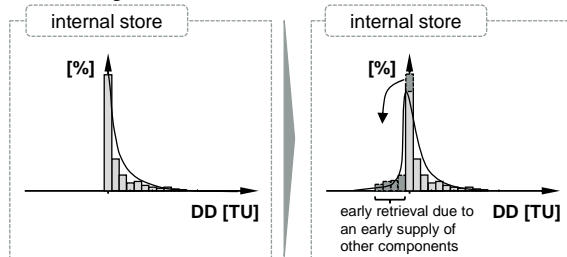 internal store
[%]
DD [TU]
internal store
[%]
DD [TU]
early retrieval due to
an early supply of
other components